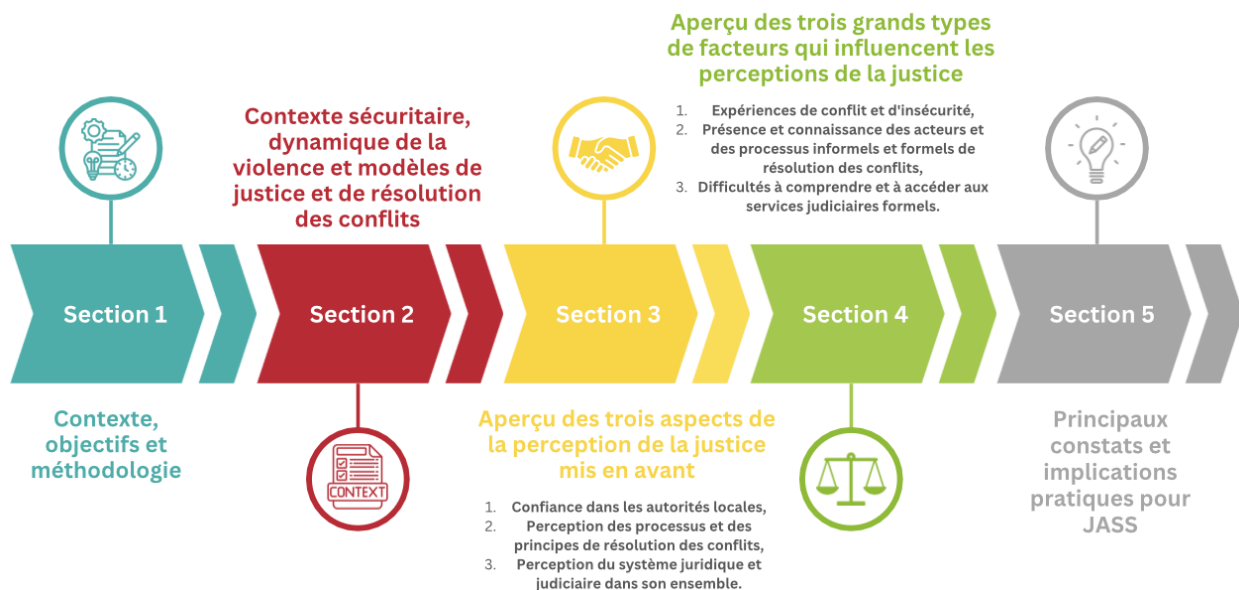 Section 1
Contexte,
objectifs et
méthodologie
Contexte sécuritaire,
dynamique de la
violence et modèles de
justice et de résolution
des conflits
Section 2
CONTEXT
Section 3
Aperçu des trois aspects de
la perception de la justice
mis en avant
1. Confiance dans les autorités locales,
2. Perception des processus et des
principes de résolution des conflits,
3. Perception du système juridique et
judiciaire dans son ensemble.
Aperçu des trois grands types
de facteurs qui influencent les
perceptions de la justice
1. Expériences de conflit et d'insécurité,
2. Présence et connaissance des acteurs et
des processus informels et formels de
résolution des conflits,
3. Difficultés à comprendre et à accéder aux
services judiciaires formels.
Section 4
Section 5
Principaux
constats et
implications
pratiques pour
JASS